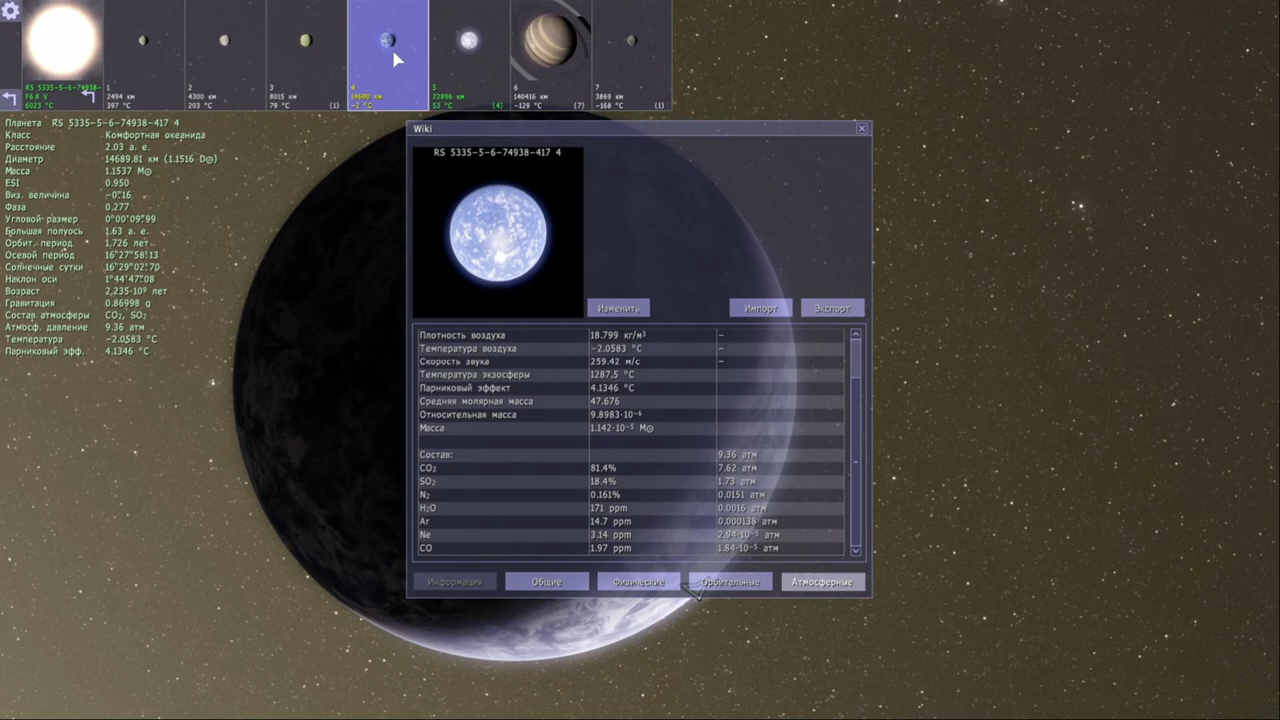 RS 5335-5-6-74938-
F6.8 V
6023 °C
1
2494 км
397 °C
2
4300 км
203 °C
3
8015 км
79 °C (1)
4
14690 км
-2 °C
5
22896 км
53 °C (4)
6
140416 км
-129 °C (7)
7
3869 км
-168 °C (1)
Планета RS 5335-5-6-74938-417 4
Класс Комфортная океанида
Расстояние 2.03 а. е.
Диаметр 14689.81 км (1.1516 D⊕)
Масса 1.1537 M⊕
ESI 0.950
Виз. величина -0.16
Фаза 0.277
Угловой размер 0°00'09"99
Большая полуось 1.63 а. е.
Орбит. период 1.726 лет
Осевой период 16ʰ27ᵐ58ˢ13
Солнечные сутки 16ʰ29ᵐ02ˢ70
Наклон оси 1°44'47"08
Возраст 2,235·10⁹ лет
Гравитация 0.86998 g
Состав атмосферы CO₂, SO₂
Атмосф. давление 9.36 атм
Температура -2.0583 °C
Парниковый эфф. 4.1346 °C
Wiki
RS 5335-5-6-74938-417 4
Изменить Импорт Экспорт
Плотность воздуха 18.799 кг/м³ –
Температура воздуха -2.0583 °C –
Скорость звука 259.42 м/с –
Температура экзосферы 1287.5 °C
Парниковый эффект 4.1346 °C
Средняя молярная масса 47.676
Относительная масса 9.8983·10⁻⁶
Масса 1.142·10⁻⁵ M⊕
Состав: 9.36 атм
CO₂ 81.4% 7.62 атм
SO₂ 18.4% 1.73 атм
N₂ 0.161% 0.0151 атм
H₂O 171 ppm 0.0016 атм
Ar 14.7 ppm 0.000138 атм
Ne 3.14 ppm 2.94·10⁻⁵ атм
CO 1.97 ppm 1.84·10⁻⁵ атм
Информация Общие Физические Орбитальные Атмосферные